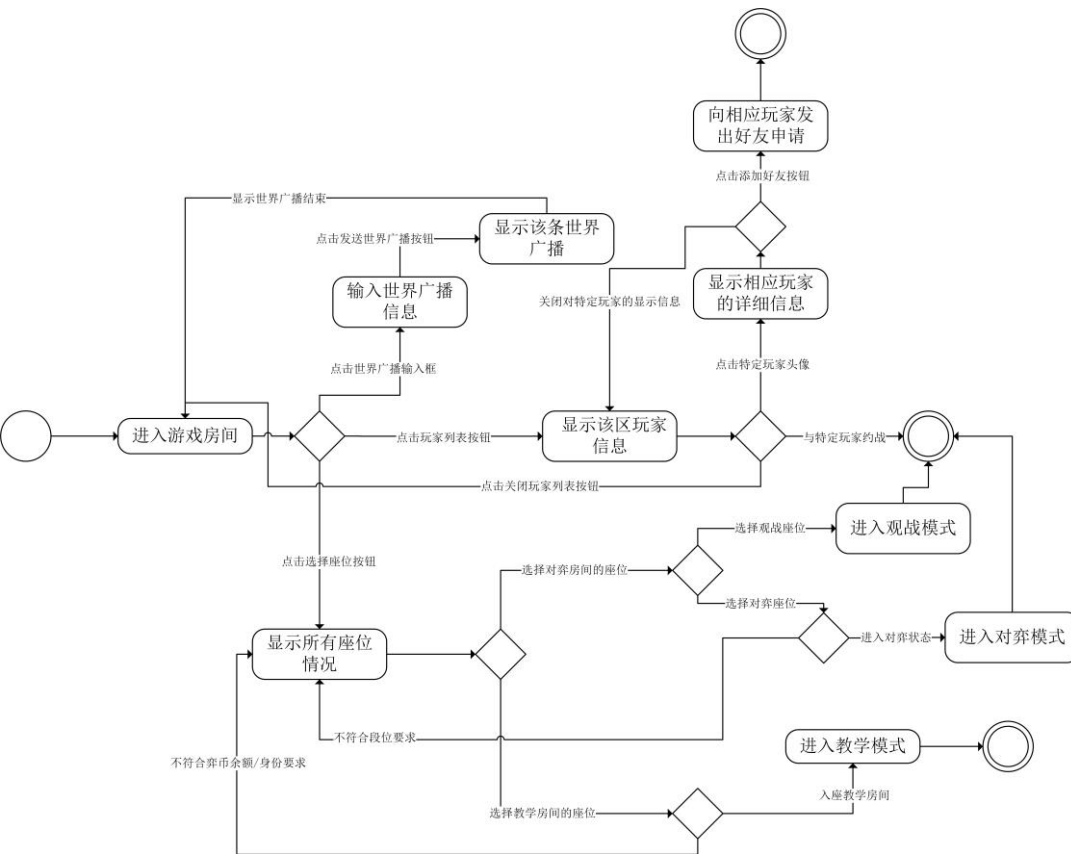 向相应玩家发
出好友申请
点击添加好友按钮
显示世界广播结束
显示该条世界
广播
点击发送世界广播按钮
输入世界广播
信息
显示相应玩家
的详细信息
关闭对特定玩家的显示信息
点击世界广播输入框
点击特定玩家头像
进入游戏房间
点击玩家列表按钮
显示该区玩家
信息
与特定玩家约战
点击关闭玩家列表按钮
选择观战座位
进入观战模式
点击选择座位按钮
选择对弈房间的座位
选择对弈座位
显示所有座位
情况
进入对弈状态
进入对弈模式
不符合段位要求
进入教学模式
不符合弈币余额/身份要求
入座教学房间
选择教学房间的座位